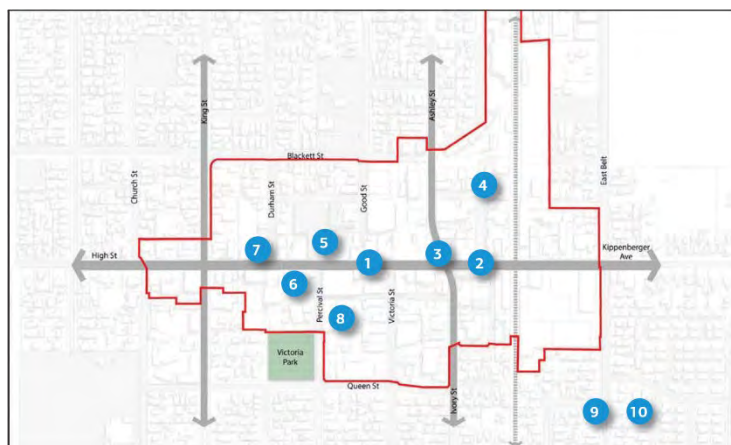 King St
Ashley St
Blackett St
Church St
Durham St
Good St
East Belt
4
High St
7
5
1
3
2
Kippenberger
Ave
6
Percival St
8
Victoria St
Victoria
Park
Queen St
Ivory St
9
10